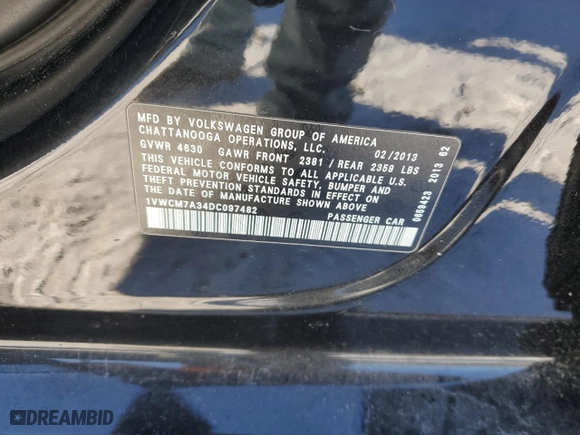 MFD BY VOLKSWAGEN GROUP OF AMERICA
CHATTANOOGA OPERATIONS, LLC. 02/2013
GVWR 4630 GAWR FRONT 2381 / REAR 2359 LBS
THIS VEHICLE CONFORMS TO ALL APPLICABLE U.S.
FEDERAL MOTOR VEHICLE SAFETY, BUMPER AND
THEFT PREVENTION STANDARDS IN EFFECT ON
DATE OF MANUFACTURE SHOWN ABOVE
1VWCM7A34DC097482 PASSENGER CAR
0659423 2013 9 62
DREAMBID